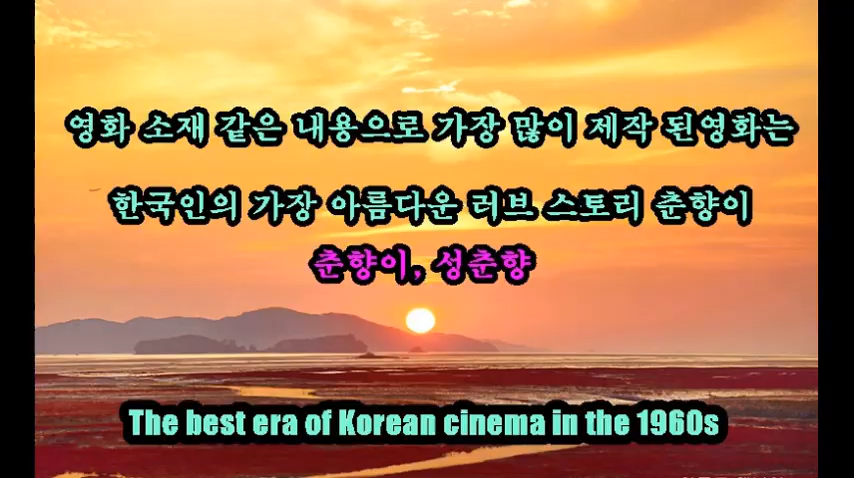 영화 소재 같은 내용으로 가장 많이 제작 된영화는
한국인의 가장 아름다운 러브 스토리 춘향이
춘향이, 성춘향
The best era of Korean cinema in the 1960s